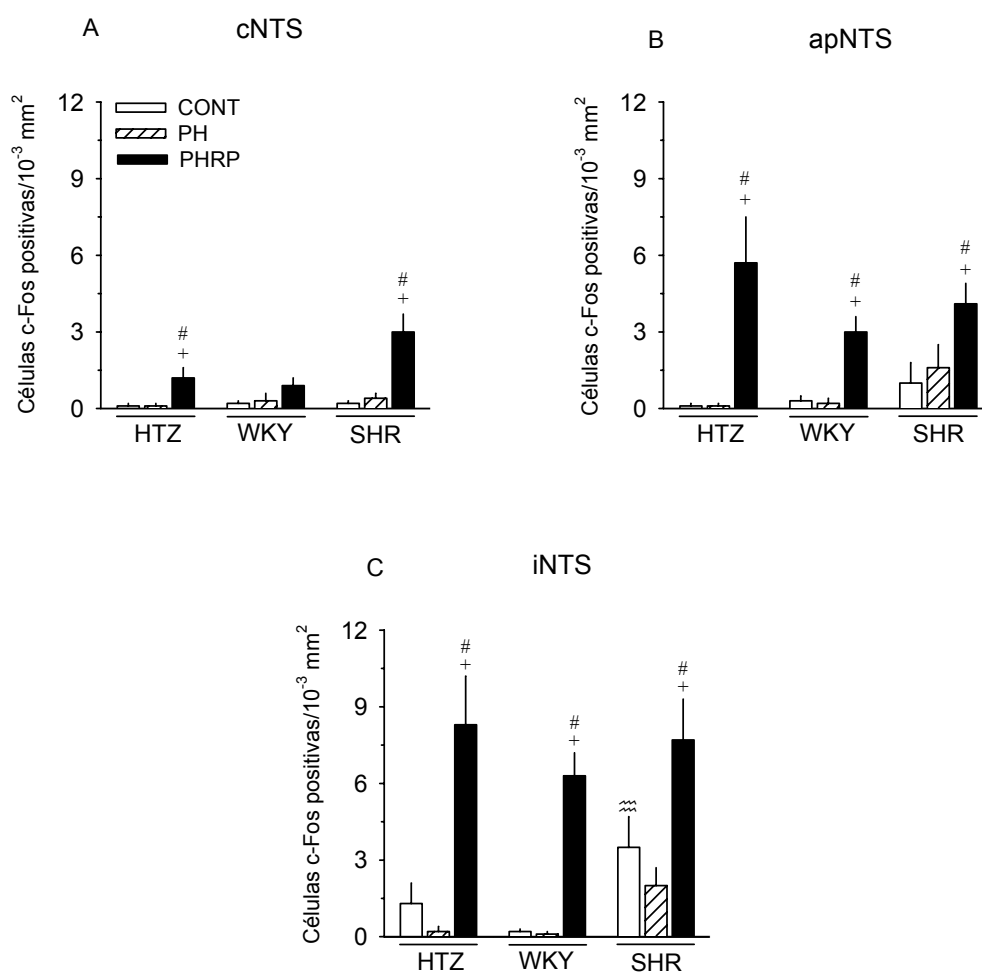 A
cNTS
Células c-Fos positivas/10⁻³ mm²
12
9
6
3
0
CONT
PH
PHRP
#
+
#
+
HTZ
WKY
SHR
B
apNTS
Células c-Fos positivas/10⁻³ mm²
12
9
6
3
0
#
+
#
+
#
+
HTZ
WKY
SHR
C
iNTS
Células c-Fos positivas/10⁻³ mm²
12
9
6
3
0
#
+
#
+
≈
#
+
HTZ
WKY
SHR